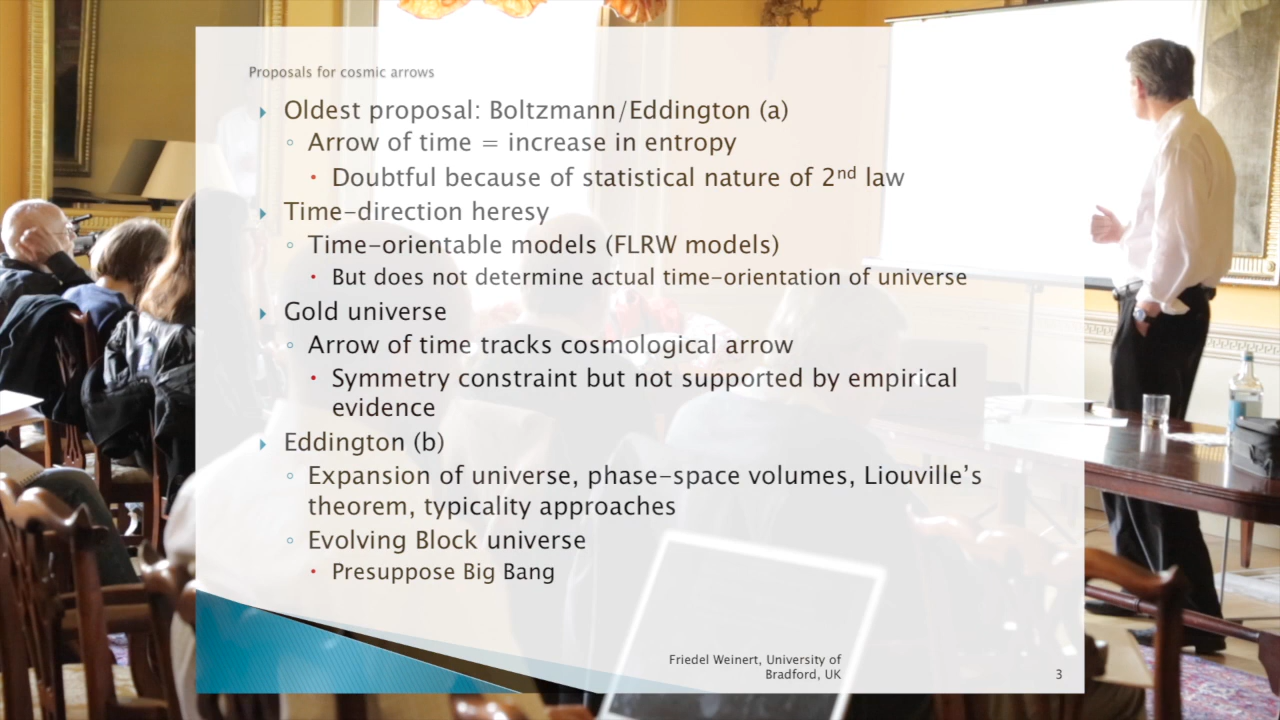 Proposals for cosmic arrows
Oldest proposal: Boltzmann/Eddington (a)
Arrow of time = increase in entropy
Doubtful because of statistical nature of 2nd law
Time-direction heresy
Time-orientable models (FLRW models)
But does not determine actual time-orientation of universe
Gold universe
Arrow of time tracks cosmological arrow
Symmetry constraint but not supported by empirical
evidence
Eddington (b)
Expansion of universe, phase-space volumes, Liouville's
theorem, typicality approaches
Evolving Block universe
Presuppose Big Bang
Friedel Weinert, University of
Bradford, UK
3